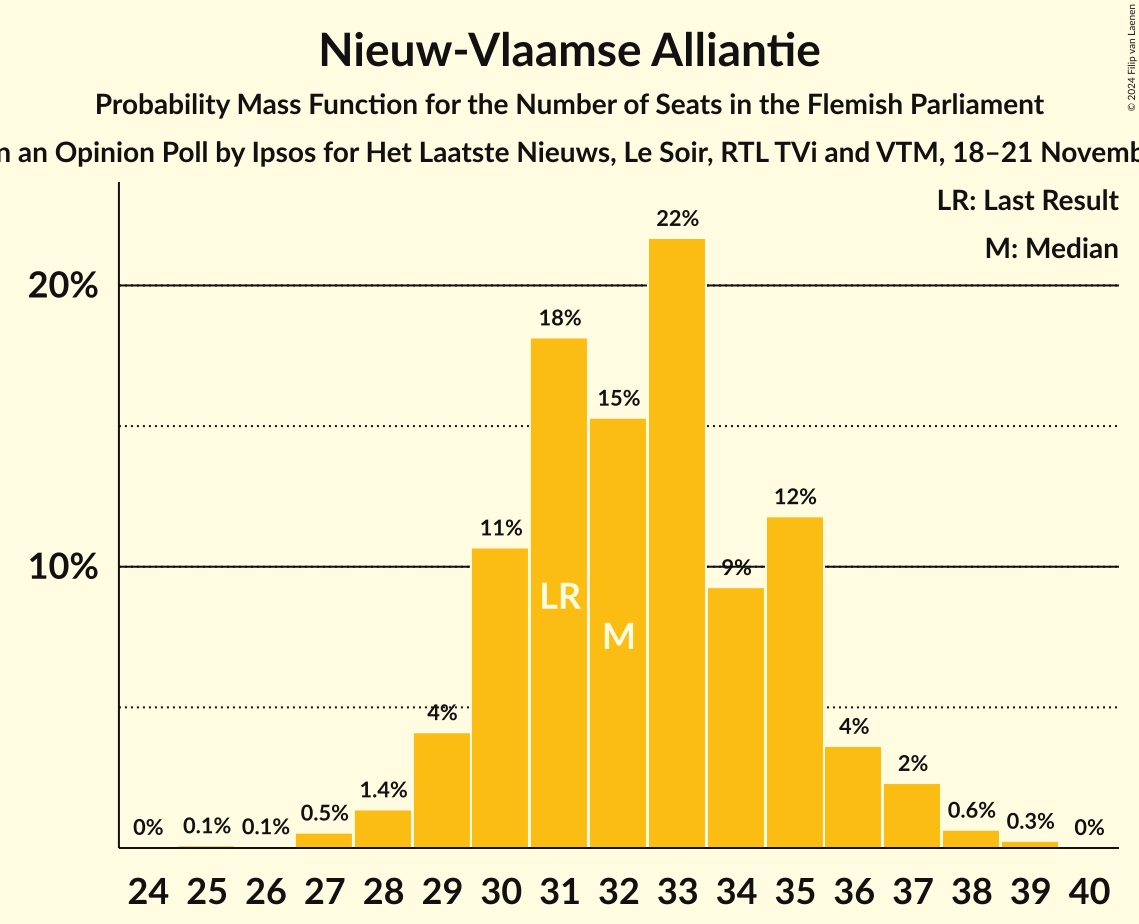 Nieuw-Vlaamse Alliantie
Probability Mass Function for the Number of Seats in the Flemish Parliament
an Opinion Poll by Ipsos for Het Laatste Nieuws, Le Soir, RTL TVi and VTM, 18–21
© 2024 Filip van Laenen
LR: Last Result
M: Median
20%
10%
0% 0.1% 0.1% 0.5% 1.4% 4% 11% 18% 15% 22% 9% 12% 4% 2% 0.6% 0.3% 0%
LR
M
24 25 26 27 28 29 30 31 32 33 34 35 36 37 38 39 40